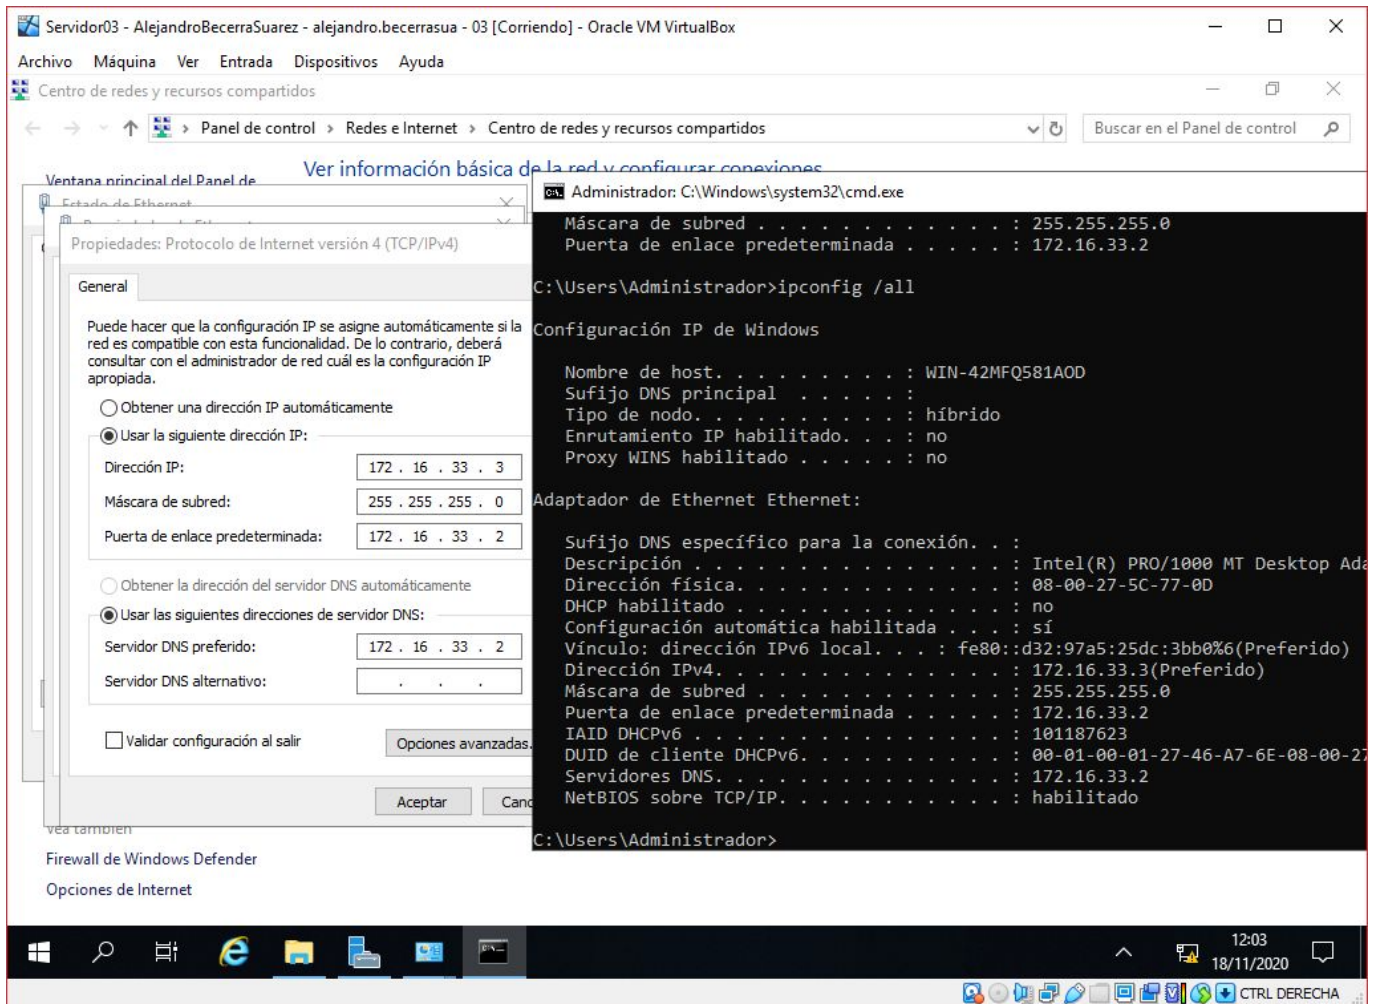 Servidor03 - AlejandroBecerraSuarez - alejandro.becerrasua - 03 [Corriendo] - Oracle VM VirtualBox
Archivo Máquina Ver Entrada Dispositivos Ayuda
Centro de redes y recursos compartidos
Panel de control > Redes e Internet > Centro de redes y recursos compartidos
Buscar en el Panel de control
Ver información básica de la red y configurar conexiones
Ventana principal del Panel de
Estado de Ethernet
Propiedades: Protocolo de Internet versión 4 (TCP/IPv4)
General
Puede hacer que la configuración IP se asigne automáticamente si la
red es compatible con esta funcionalidad. De lo contrario, deberá
consultar con el administrador de red cuál es la configuración IP
apropiada.
Obtener una dirección IP automáticamente
Usar la siguiente dirección IP:
Dirección IP: 172 . 16 . 33 . 3
Máscara de subred: 255 . 255 . 255 . 0
Puerta de enlace predeterminada: 172 . 16 . 33 . 2
Obtener la dirección del servidor DNS automáticamente
Usar las siguientes direcciones de servidor DNS:
Servidor DNS preferido: 172 . 16 . 33 . 2
Servidor DNS alternativo: . . .
Validar configuración al salir
Opciones avanzadas.
Aceptar
Canc
Vea también
Firewall de Windows Defender
Opciones de Internet
Administrador: C:\Windows\system32\cmd.exe
Máscara de subred . . . . . . . . . . . . : 255.255.255.0
Puerta de enlace predeterminada . . . . . : 172.16.33.2
C:\Users\Administrador>ipconfig /all
Configuración IP de Windows
Nombre de host. . . . . . . . . : WIN-42MFQ581AOD
Sufijo DNS principal  . . . . . :
Tipo de nodo. . . . . . . . . . : híbrido
Enrutamiento IP habilitado. . . : no
Proxy WINS habilitado . . . . . : no
Adaptador de Ethernet Ethernet:
Sufijo DNS específico para la conexión. . :
Descripción . . . . . . . . . . . . . . . : Intel(R) PRO/1000 MT Desktop Ada
Dirección física. . . . . . . . . . . . . : 08-00-27-5C-77-0D
DHCP habilitado . . . . . . . . . . . . . : no
Configuración automática habilitada . . . : sí
Vínculo: dirección IPv6 local. . . : fe80::d32:97a5:25dc:3bb0%6(Preferido)
Dirección IPv4. . . . . . . . . . . . . . : 172.16.33.3(Preferido)
Máscara de subred . . . . . . . . . . . . : 255.255.255.0
Puerta de enlace predeterminada . . . . . : 172.16.33.2
IAID DHCPv6 . . . . . . . . . . . . . . . : 101187623
DUID de cliente DHCPv6. . . . . . . . . . : 00-01-00-01-27-46-A7-6E-08-00-27
Servidores DNS. . . . . . . . . . . . . . : 172.16.33.2
NetBIOS sobre TCP/IP. . . . . . . . . . . : habilitado
C:\Users\Administrador>
12:03
18/11/2020
CTRL DERECHA